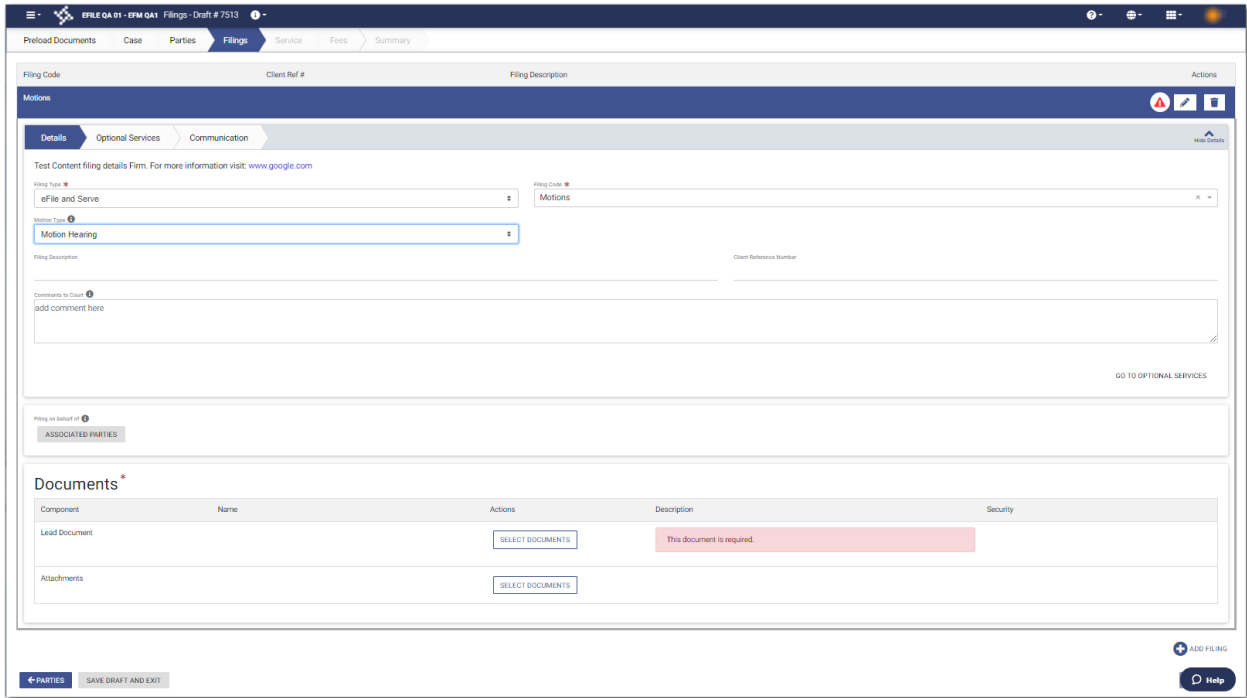 EFILE QA 01 - EFM QA1 Filings - Draft # 7513
Preload Documents Case Parties Filings Service Fees Summary
Filing Code Client Ref # Filing Description Actions
Motions
Details Optional Services Communication Hide Details
Test Content filing details Firm. For more information visit: www.google.com
Filing Type * Filing Code *
eFile and Serve Motions
Motion Type
Motion Hearing
Filing Description Client Reference Number
Comments to Court
add comment here
GO TO OPTIONAL SERVICES
Filing on behalf of
ASSOCIATED PARTIES
Documents *
Component Name Actions Description Security
Lead Document SELECT DOCUMENTS This document is required.
Attachments SELECT DOCUMENTS
ADD FILING
PARTIES SAVE DRAFT AND EXIT Help